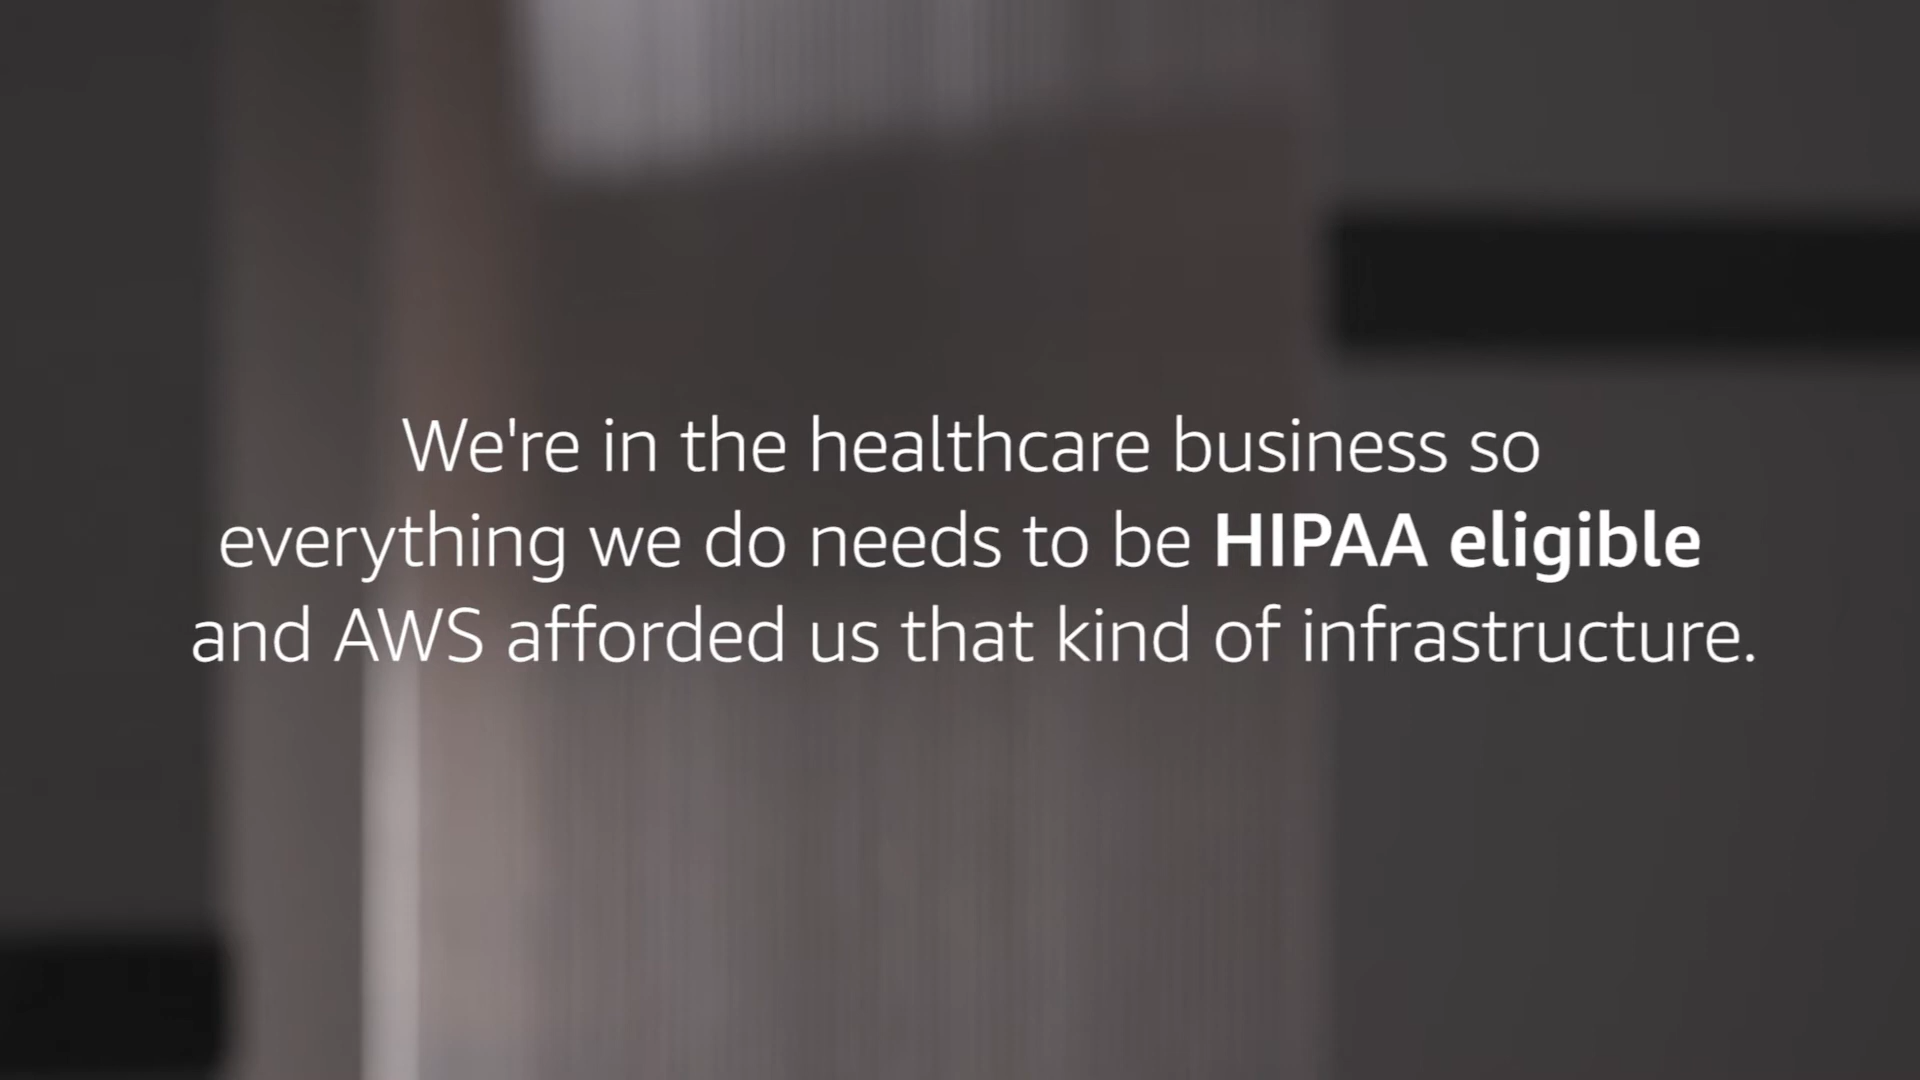 We're in the healthcare business so
everything we do needs to be HIPAA eligible
and AWS afforded us that kind of infrastructure.